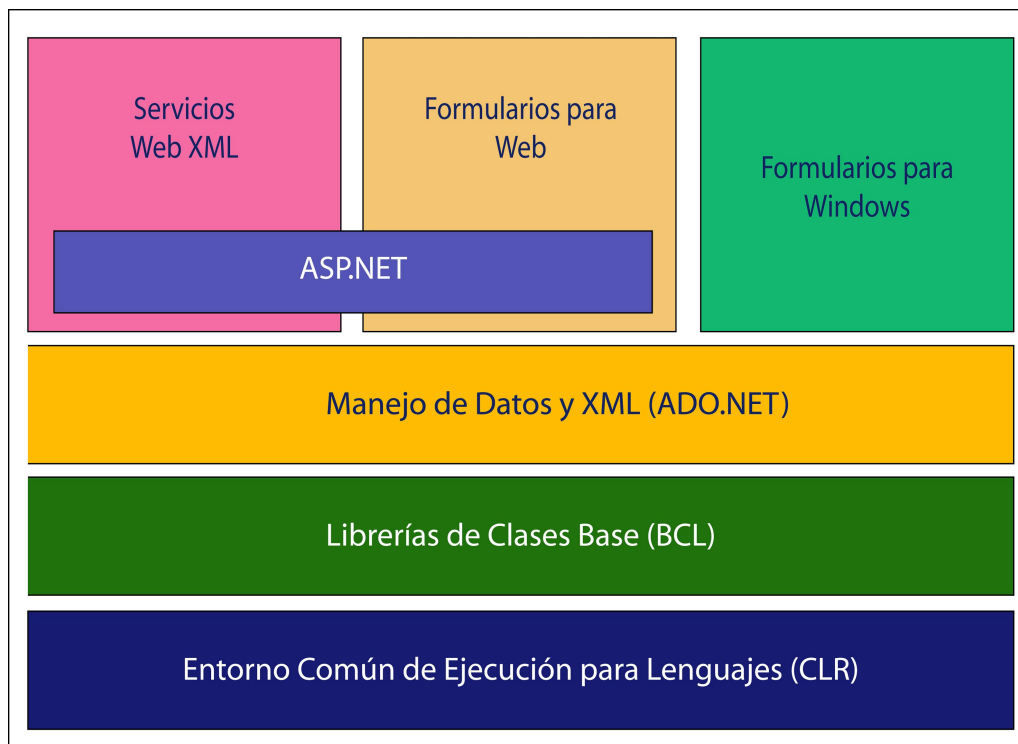 Servicios
Web XML
Formularios para
Web
Formularios para
Windows
ASP.NET
Manejo de Datos y XML (ADO.NET)
Librerías de Clases Base (BCL)
Entorno Común de Ejecución para Lenguajes (CLR)